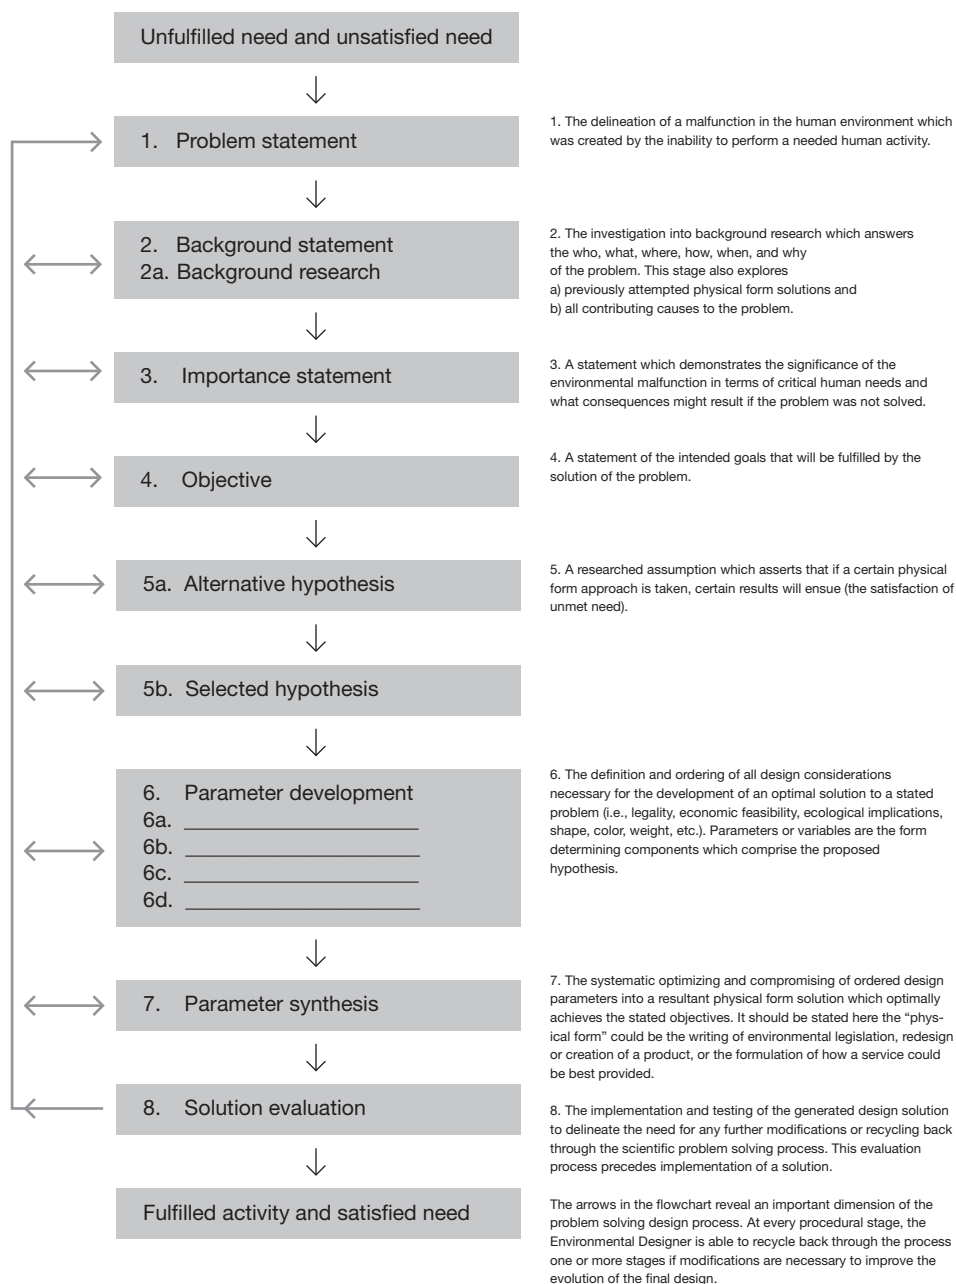 Unfulfilled need and unsatisfied need
1. Problem statement
1. The delineation of a malfunction in the human environment which
was created by the inability to perform a needed human activity.
2. Background statement
2a. Background research
2. The investigation into background research which answers
the who, what, where, how, when, and why
of the problem. This stage also explores
a) previously attempted physical form solutions and
b) all contributing causes to the problem.
3. Importance statement
3. A statement which demonstrates the significance of the
environmental malfunction in terms of critical human needs and
what consequences might result if the problem was not solved.
4. Objective
4. A statement of the intended goals that will be fulfilled by the
solution of the problem.
5a. Alternative hypothesis
5. A researched assumption which asserts that if a certain physical
form approach is taken, certain results will ensue (the satisfaction of
unmet need).
5b. Selected hypothesis
6. Parameter development
6a. ____________________
6b. ____________________
6c. ____________________
6d. ____________________
6. The definition and ordering of all design considerations
necessary for the development of an optimal solution to a stated
problem (i.e., legality, economic feasibility, ecological implications,
shape, color, weight, etc.). Parameters or variables are the form
determining components which comprise the proposed
hypothesis.
7. Parameter synthesis
7. The systematic optimizing and compromising of ordered design
parameters into a resultant physical form solution which optimally
achieves the stated objectives. It should be stated here the “phys-
ical form” could be the writing of environmental legislation, redesign
or creation of a product, or the formulation of how a service could
be best provided.
8. Solution evaluation
8. The implementation and testing of the generated design solution
to delineate the need for any further modifications or recycling back
through the scientific problem solving process. This evaluation
process precedes implementation of a solution.
Fulfilled activity and satisfied need
The arrows in the flowchart reveal an important dimension of the
problem solving design process. At every procedural stage, the
Environmental Designer is able to recycle back through the process
one or more stages if modifications are necessary to improve the
evolution of the final design.